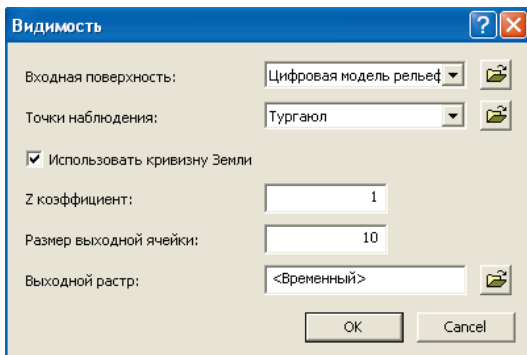 Видимость
Входная поверхность: Цифровая модель рельеф
Точки наблюдения: Тургаюл
Использовать кривизну Земли
Z коэффициент: 1
Размер выходной ячейки: 10
Выходной растр: <Временный>
OK Cancel